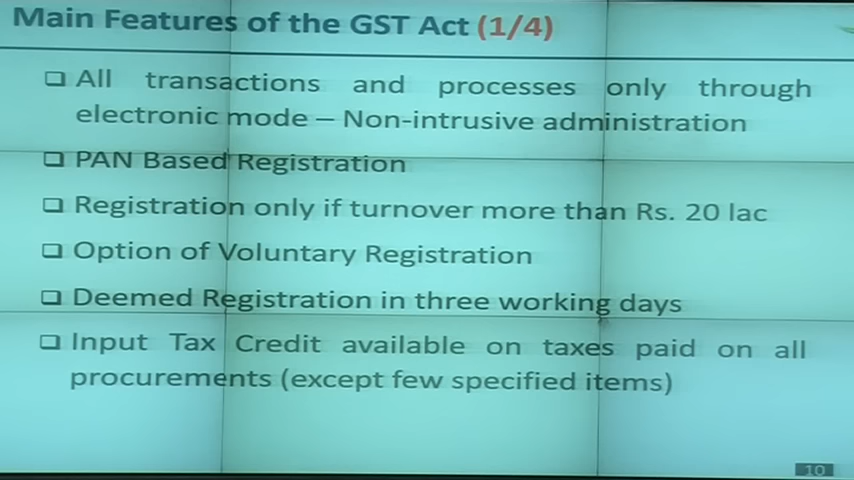 Main Features of the GST Act (1/4)
❑ All transactions and processes only through
electronic mode – Non-intrusive administration
❑ PAN Based Registration
❑ Registration only if turnover more than Rs. 20 lac
❑ Option of Voluntary Registration
❑ Deemed Registration in three working days
❑ Input Tax Credit available on taxes paid on all
procurements (except few specified items)
10